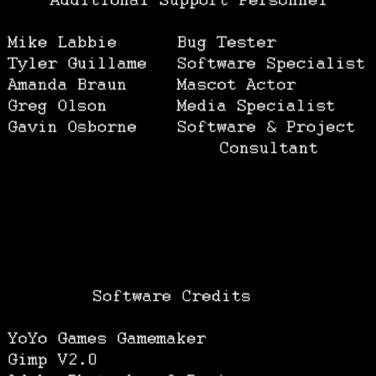 Additional Support Personnel
Mike Labbie Bug Tester
Tyler Guillame Software Specialist
Amanda Braun Mascot Actor
Greg Olson Media Specialist
Gavin Osborne Software & Project
Consultant
Software Credits
YoYo Games Gamemaker
Gimp V2.0